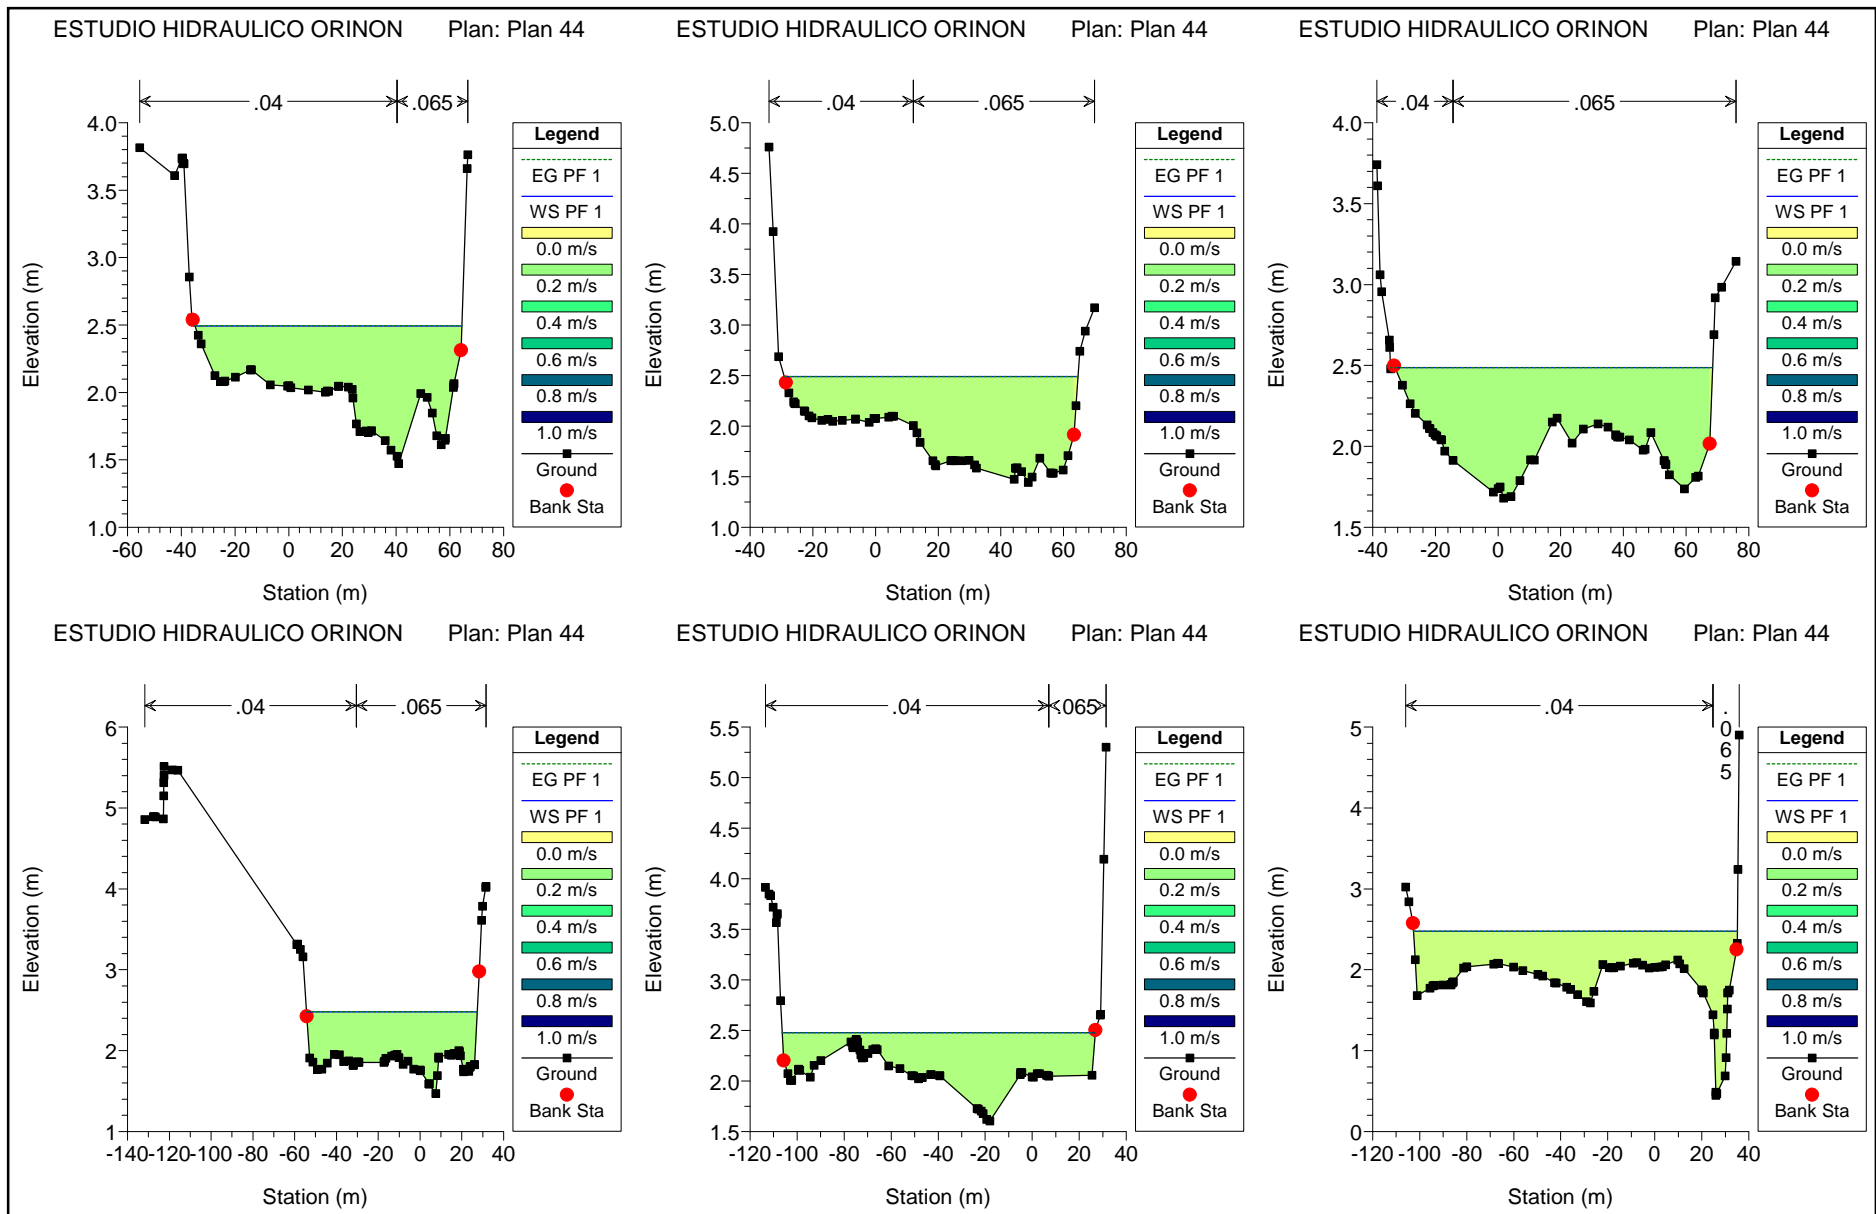 ESTUDIO HIDRAULICO ORINON Plan: Plan 44
.04 .065
4.0
3.5
3.0
2.5
2.0
1.5
1.0
Elevation (m)
-60 -40 -20 0 20 40 60 80
Station (m)
Legend
EG PF 1
WS PF 1
0.0 m/s
0.2 m/s
0.4 m/s
0.6 m/s
0.8 m/s
1.0 m/s
Ground
Bank Sta
ESTUDIO HIDRAULICO ORINON Plan: Plan 44
.04 .065
5.0
4.5
4.0
3.5
3.0
2.5
2.0
1.5
1.0
Elevation (m)
-40 -20 0 20 40 60 80
Station (m)
Legend
EG PF 1
WS PF 1
0.0 m/s
0.2 m/s
0.4 m/s
0.6 m/s
0.8 m/s
1.0 m/s
Ground
Bank Sta
ESTUDIO HIDRAULICO ORINON Plan: Plan 44
.04 .065
4.0
3.5
3.0
2.5
2.0
1.5
Elevation (m)
-40 -20 0 20 40 60 80
Station (m)
Legend
EG PF 1
WS PF 1
0.0 m/s
0.2 m/s
0.4 m/s
0.6 m/s
0.8 m/s
1.0 m/s
Ground
Bank Sta
ESTUDIO HIDRAULICO ORINON Plan: Plan 44
.04 .065
6
5
4
3
2
1
Elevation (m)
-140 -120 -100 -80 -60 -40 -20 0 20 40
Station (m)
Legend
EG PF 1
WS PF 1
0.0 m/s
0.2 m/s
0.4 m/s
0.6 m/s
0.8 m/s
1.0 m/s
Ground
Bank Sta
ESTUDIO HIDRAULICO ORINON Plan: Plan 44
.04 .065
5.5
5.0
4.5
4.0
3.5
3.0
2.5
2.0
1.5
Elevation (m)
-120 -100 -80 -60 -40 -20 0 20 40
Station (m)
Legend
EG PF 1
WS PF 1
0.0 m/s
0.2 m/s
0.4 m/s
0.6 m/s
0.8 m/s
1.0 m/s
Ground
Bank Sta
ESTUDIO HIDRAULICO ORINON Plan: Plan 44
.04 .
0
6
5
5
4
3
2
1
0
Elevation (m)
-120 -100 -80 -60 -40 -20 0 20 40
Station (m)
Legend
EG PF 1
WS PF 1
0.0 m/s
0.2 m/s
0.4 m/s
0.6 m/s
0.8 m/s
1.0 m/s
Ground
Bank Sta